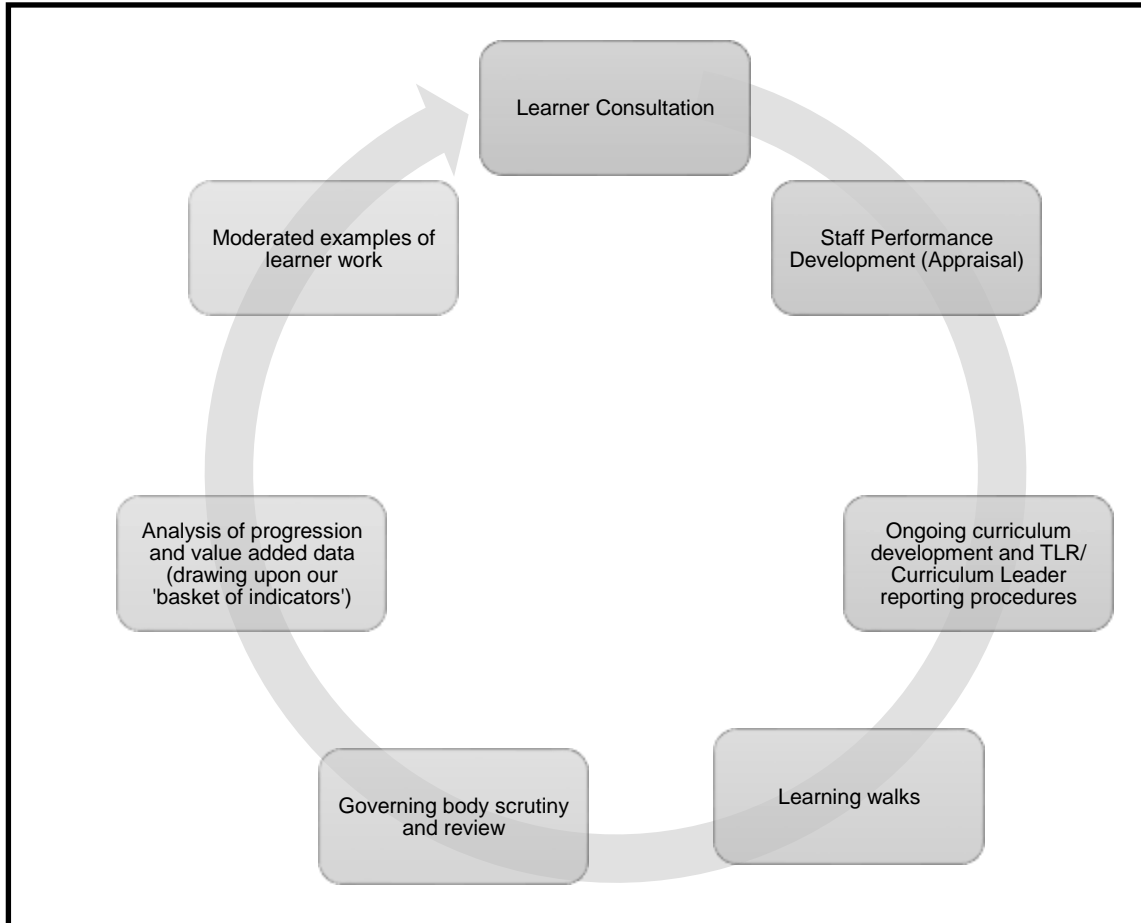 Learner Consultation
Staff Performance
Development (Appraisal)
Ongoing curriculum
development and TLR/
Curriculum Leader
reporting procedures
Learning walks
Governing body scrutiny
and review
Analysis of progression
and value added data
(drawing upon our
'basket of indicators')
Moderated examples of
learner work